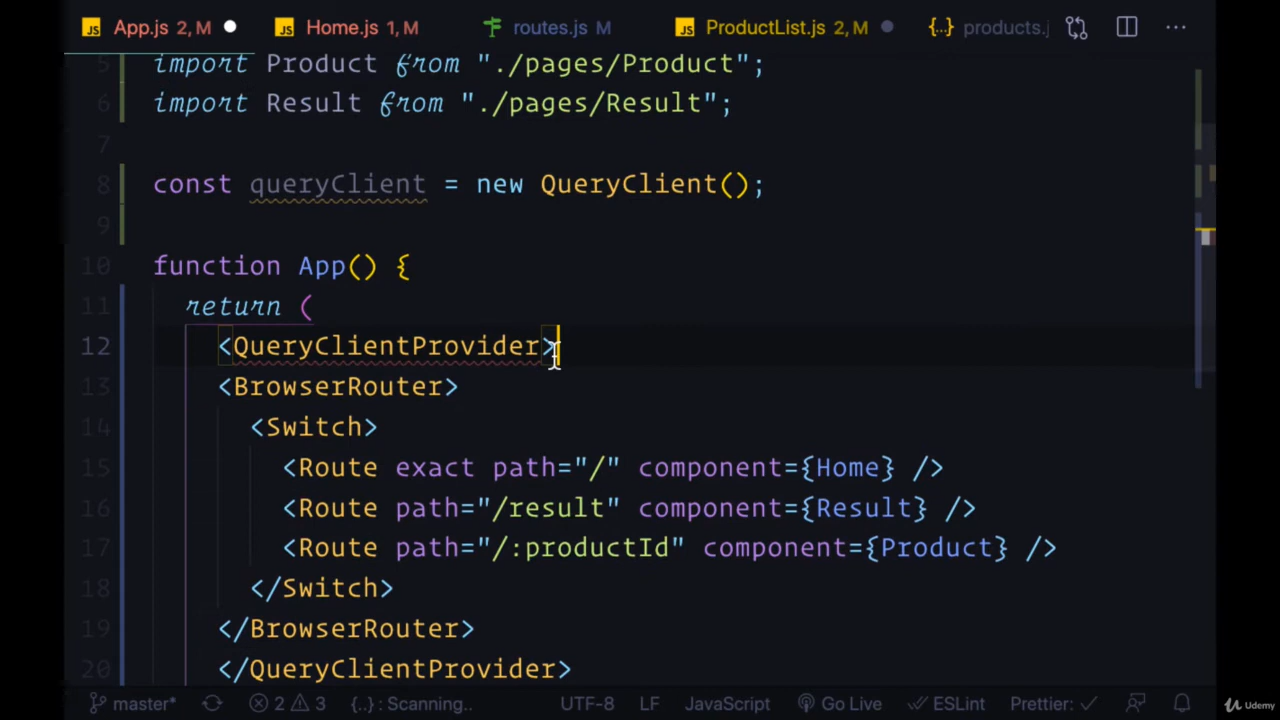 App.js 2, M Home.js 1, M routes.js M ProductList.js 2, M {..} products.
5 import Product from "./pages/Product";
6 import Result from "./pages/Result";
7
8 const queryClient = new QueryClient();
9
10 function App() {
11 return (
12 <QueryClientProvider>
13 <BrowserRouter>
14 <Switch>
15 <Route exact path="/" component={Home} />
16 <Route path="/result" component={Result} />
17 <Route path="/:productId" component={Product} />
18 </Switch>
19 </BrowserRouter>
20 </QueryClientProvider>
master* 2 3 {..}: Scanning.. UTF-8 LF JavaScript Go Live ESLint Prettier: ✓
Udemy